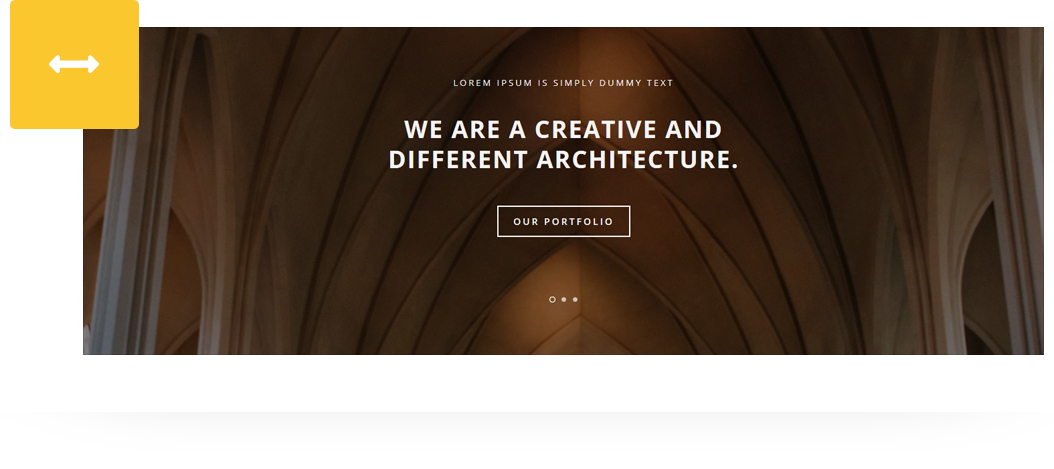 LOREM IPSUM IS SIMPLY DUMMY TEXT
WE ARE A CREATIVE AND
DIFFERENT ARCHITECTURE.
OUR PORTFOLIO